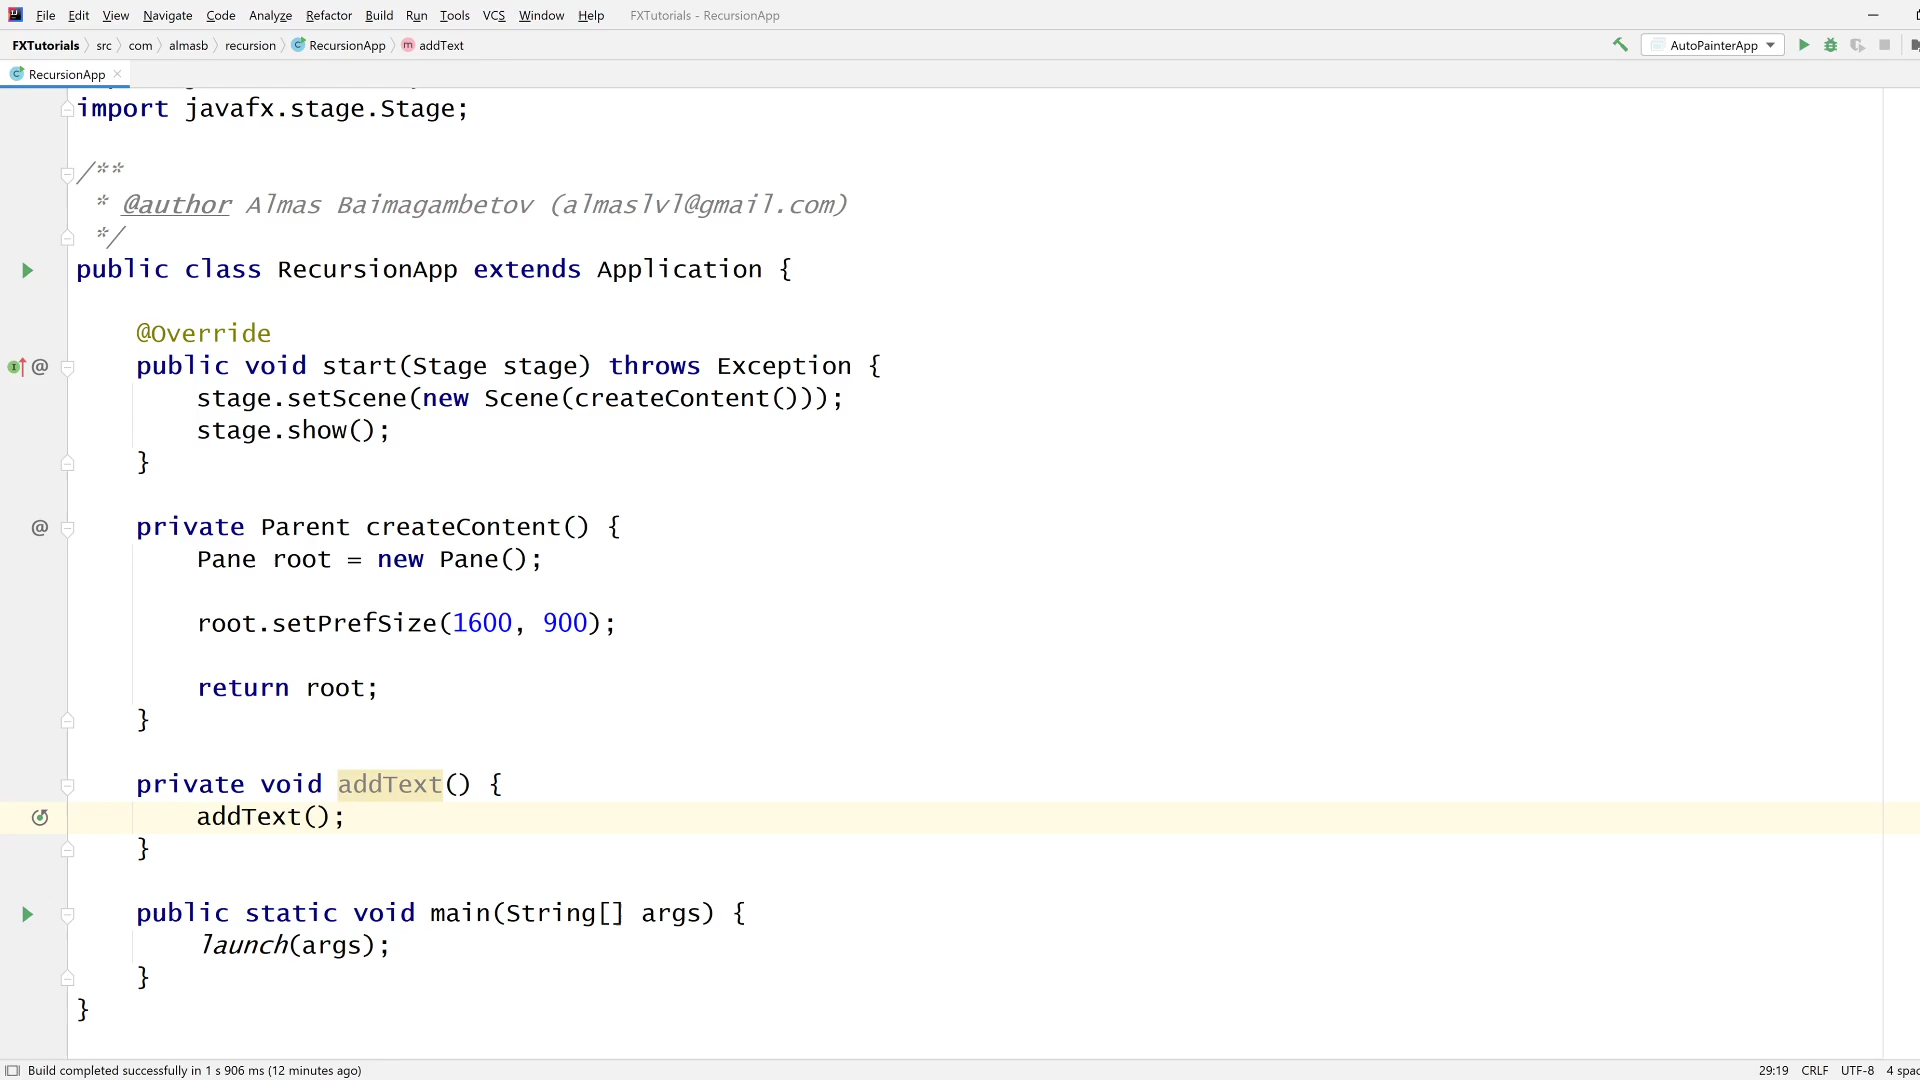 File Edit View Navigate Code Analyze Refactor Build Run Tools VCS Window Help FXTutorials - RecursionApp
FXTutorials src com almasb recursion RecursionApp addText AutoPainterApp
RecursionApp
import javafx.stage.Stage;
/**
* @author Almas Baimagambetov (almaslvl@gmail.com)
*/
public class RecursionApp extends Application {
@Override
public void start(Stage stage) throws Exception {
stage.setScene(new Scene(createContent()));
stage.show();
}
private Parent createContent() {
Pane root = new Pane();
root.setPrefSize(1600, 900);
return root;
}
private void addText() {
addText();
}
public static void main(String[] args) {
launch(args);
}
}
Build completed successfully in 1 s 906 ms (12 minutes ago) 29:19 CRLF UTF-8 4 spac